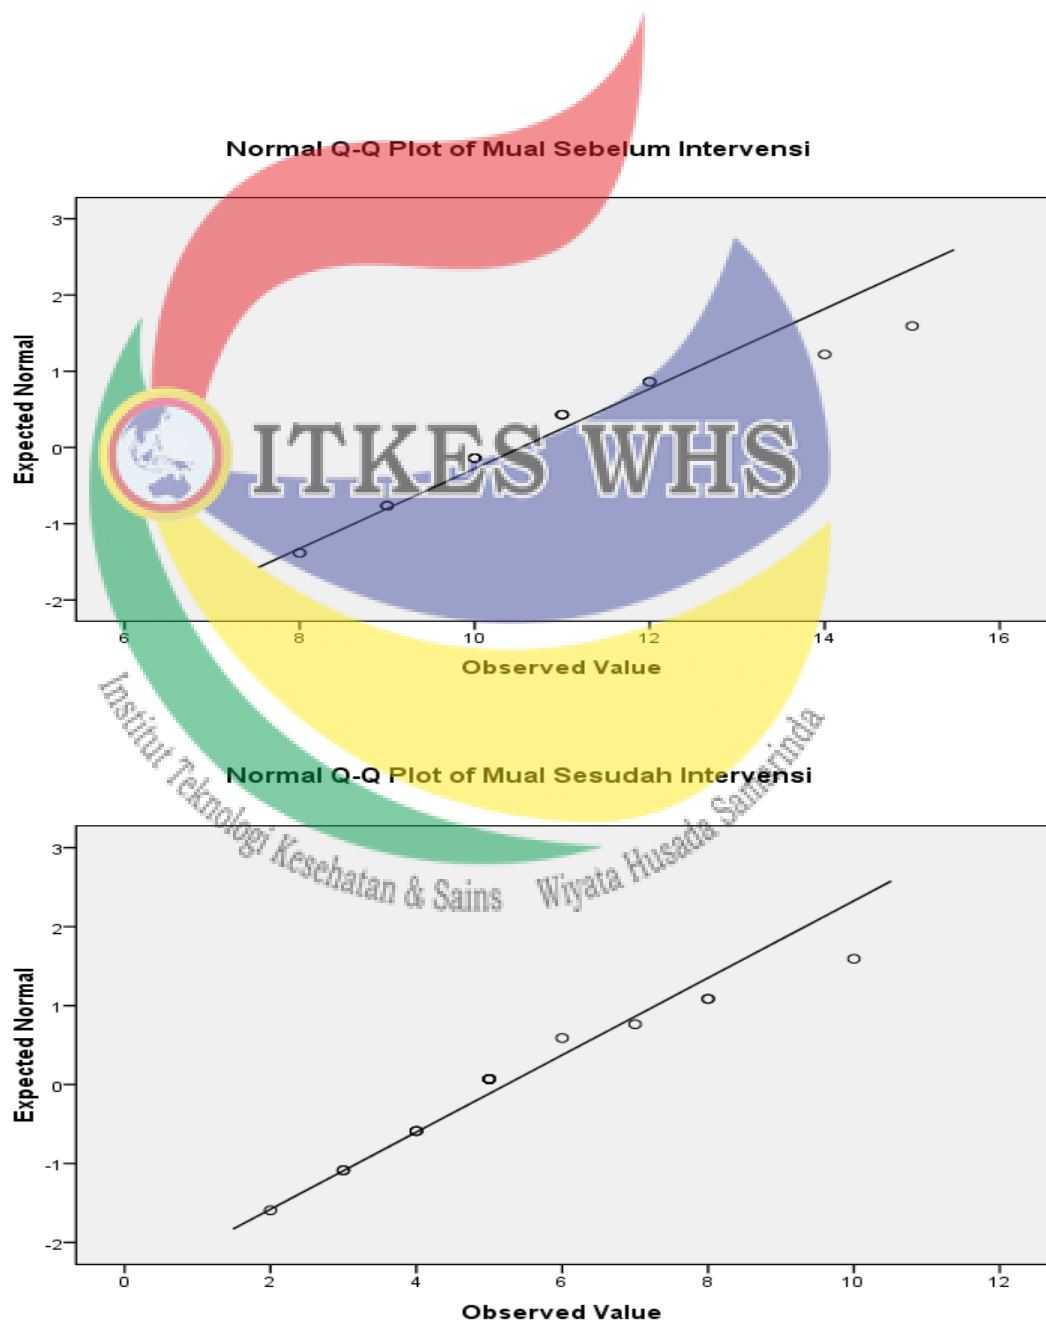 Normal Q-Q Plot of Mual Sebelum Intervensi
3
2
1
0
-1
-2
Expected Normal
ITKES WHS
6 8 10 12 14 16
Observed Value
Institut Teknologi Kesehatan & Sains Wiyata Husada Samarinda
Normal Q-Q Plot of Mual Sesudah Intervensi
3
2
1
0
-1
-2
Expected Normal
0 2 4 6 8 10 12
Observed Value